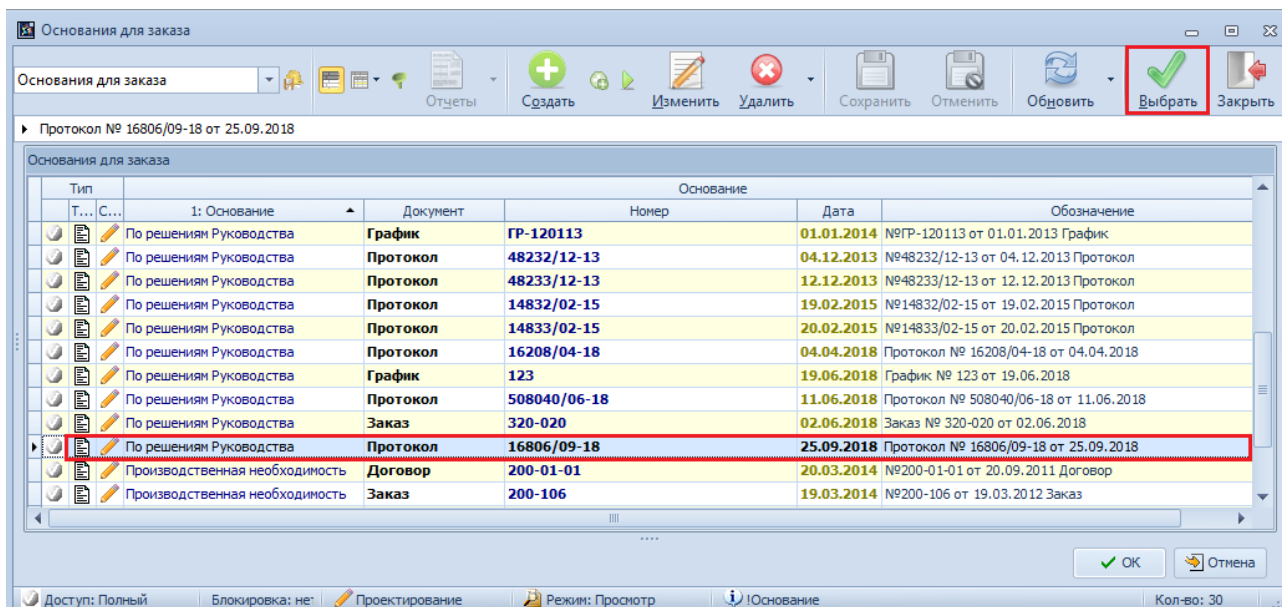 Основания для заказа
Основания для заказа
Отчеты Создать Изменить Удалить Сохранить Отменить Обновить Выбрать Закрыть
Протокол № 16806/09-18 от 25.09.2018
Основания для заказа
Тип Основание
Т... С... 1: Основание Документ Номер Дата Обозначение
По решениям Руководства График ГР-120113 01.01.2014 №ГР-120113 от 01.01.2013 График
По решениям Руководства Протокол 48232/12-13 04.12.2013 №48232/12-13 от 04.12.2013 Протокол
По решениям Руководства Протокол 48233/12-13 12.12.2013 №48233/12-13 от 12.12.2013 Протокол
По решениям Руководства Протокол 14832/02-15 19.02.2015 №14832/02-15 от 19.02.2015 Протокол
По решениям Руководства Протокол 14833/02-15 20.02.2015 №14833/02-15 от 20.02.2015 Протокол
По решениям Руководства Протокол 16208/04-18 04.04.2018 Протокол № 16208/04-18 от 04.04.2018
По решениям Руководства График 123 19.06.2018 График № 123 от 19.06.2018
По решениям Руководства Протокол 508040/06-18 11.06.2018 Протокол № 508040/06-18 от 11.06.2018
По решениям Руководства Заказ 320-020 02.06.2018 Заказ № 320-020 от 02.06.2018
По решениям Руководства Протокол 16806/09-18 25.09.2018 Протокол № 16806/09-18 от 25.09.2018
Производственная необходимость Договор 200-01-01 20.03.2014 №200-01-01 от 20.09.2011 Договор
Производственная необходимость Заказ 200-106 19.03.2014 №200-106 от 19.03.2012 Заказ
OK Отмена
Доступ: Полный Блокировка: нет Проектирование Режим: Просмотр !Основание Кол-во: 30